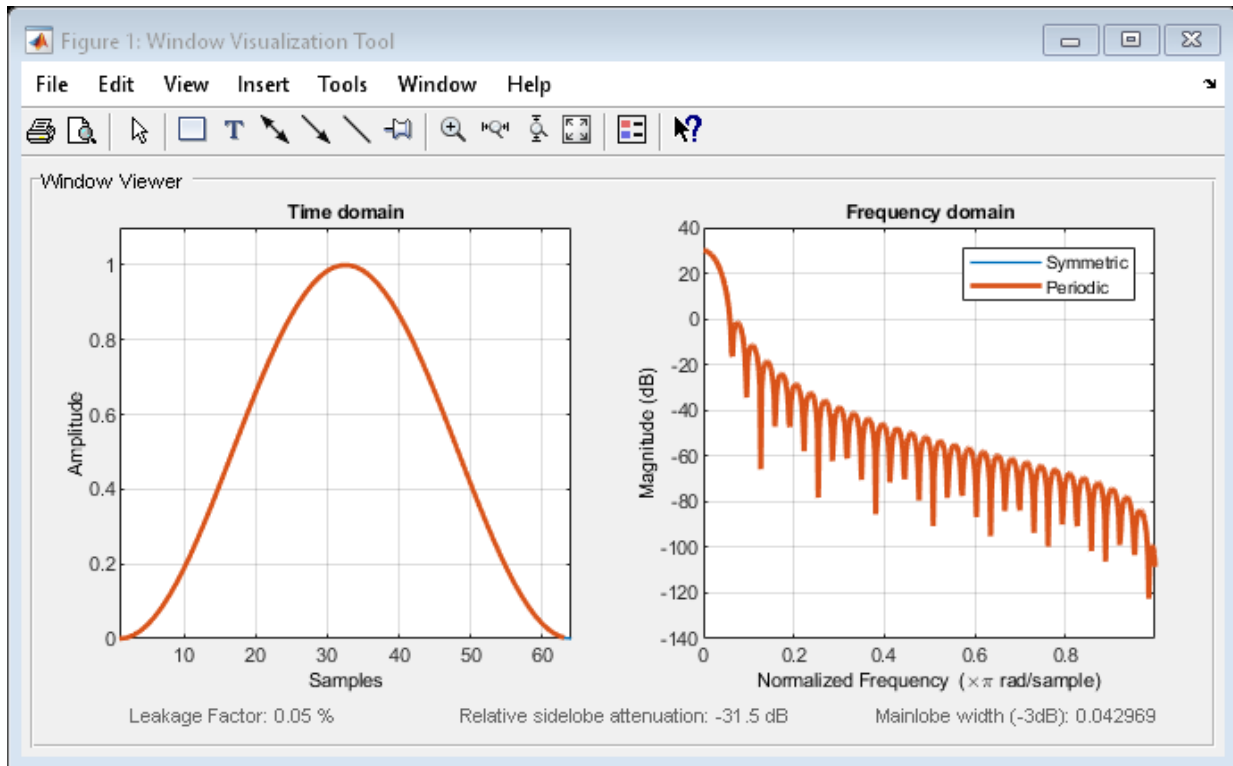 Figure 1: Window Visualization Tool
File Edit View Insert Tools Window Help
Window Viewer
Time domain
1
0.8
0.6
0.4
0.2
0
Amplitude
10 20 30 40 50 60
Samples
Frequency domain
40
20
0
-20
-40
-60
-80
-100
-120
-140
Magnitude (dB)
Symmetric
Periodic
0 0.2 0.4 0.6 0.8
Normalized Frequency (×π rad/sample)
Leakage Factor: 0.05 % Relative sidelobe attenuation: -31.5 dB Mainlobe width (-3dB): 0.042969